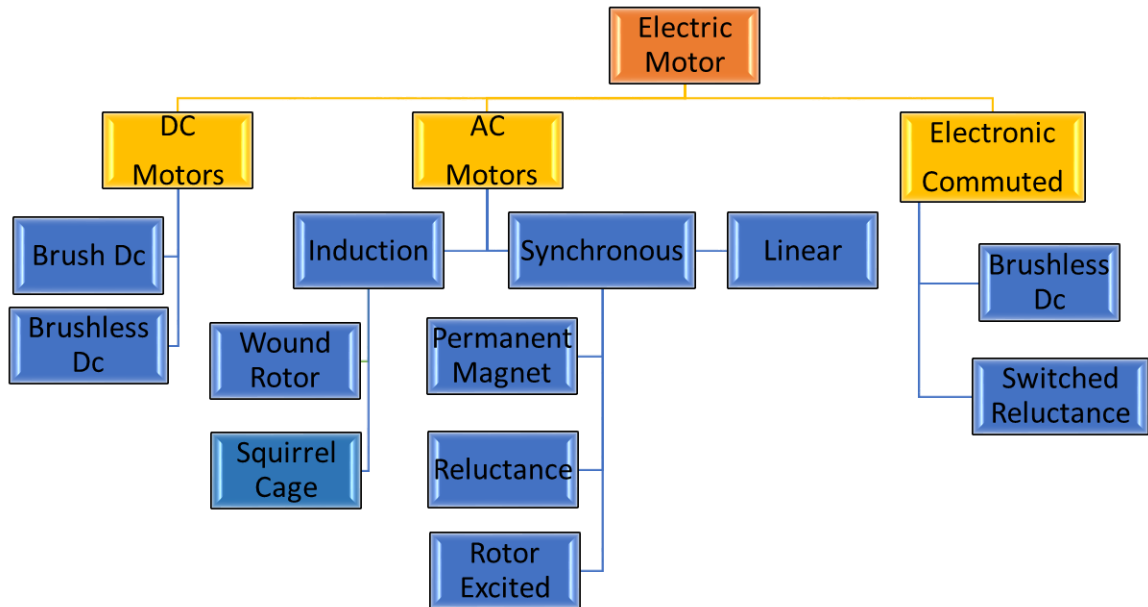 Electric
Motor
DC
Motors
AC
Motors
Electronic
Commuted
Brush Dc
Brushless
Dc
Induction
Synchronous
Linear
Wound
Rotor
Squirrel
Cage
Permanent
Magnet
Reluctance
Rotor
Excited
Brushless
Dc
Switched
Reluctance